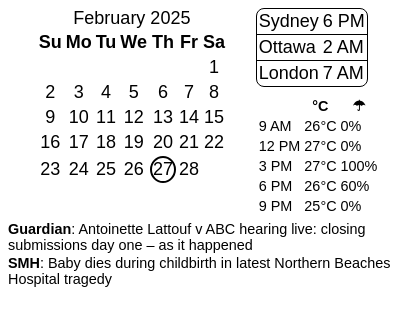 February 2025
Su Mo Tu We Th Fr Sa
1
2 3 4 5 6 7 8
9 10 11 12 13 14 15
16 17 18 19 20 21 22
23 24 25 26 27 28
Sydney 6 PM
Ottawa 2 AM
London 7 AM
°C ☂
9 AM 26°C 0%
12 PM 27°C 0%
3 PM 27°C 100%
6 PM 26°C 60%
9 PM 25°C 0%
Guardian: Antoinette Lattouf v ABC hearing live: closing
submissions day one – as it happened
SMH: Baby dies during childbirth in latest Northern Beaches
Hospital tragedy